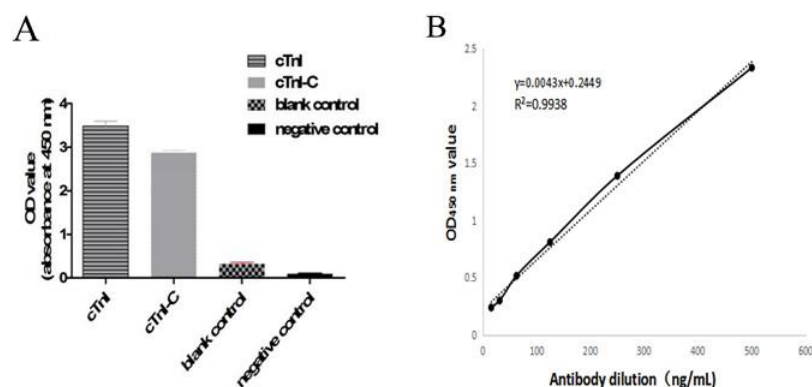 A
cTnI
cTnI-C
blank control
negative control
OD value
(absorbance at 450 nm)
4
3
2
1
0
cTnI
cTnI-C
blank control
negative control
B
y=0.0043x+0.2449
R²=0.9938
OD450 nm value
2.5
2
1.5
1
0.5
0
0
100
200
300
400
500
600
Antibody dilution（ng/mL)